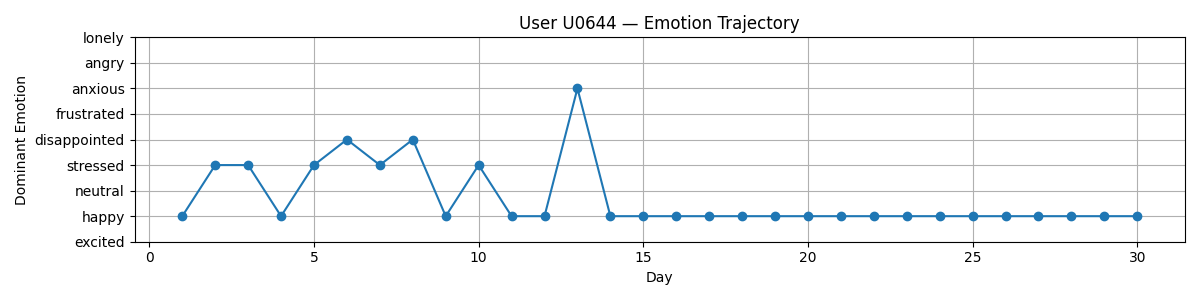 User U0644 — Emotion Trajectory
lonely
angry
anxious
frustrated
disappointed
stressed
neutral
happy
excited
Dominant Emotion
0 5 10 15 20 25 30
Day